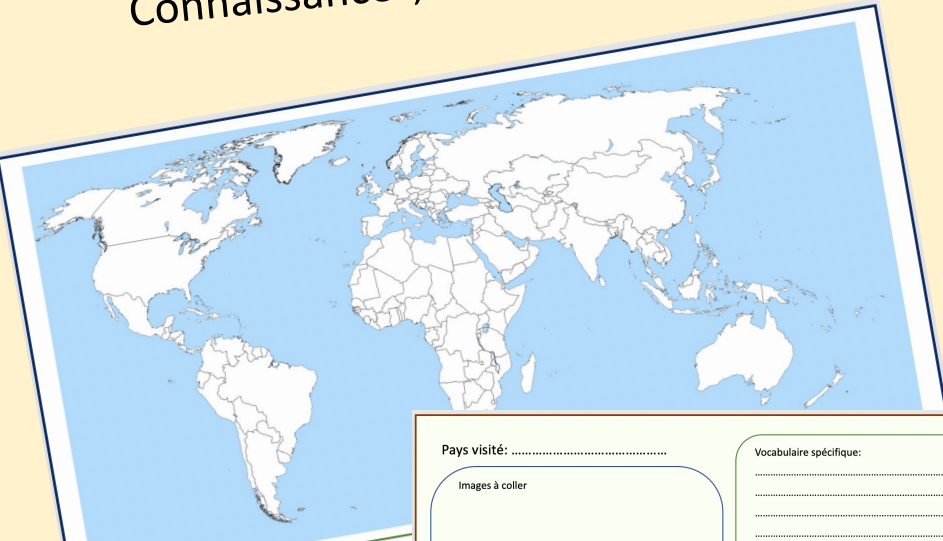 Connaissance
Pays visité: ............................................
Images à coller
Vocabulaire spécifique: